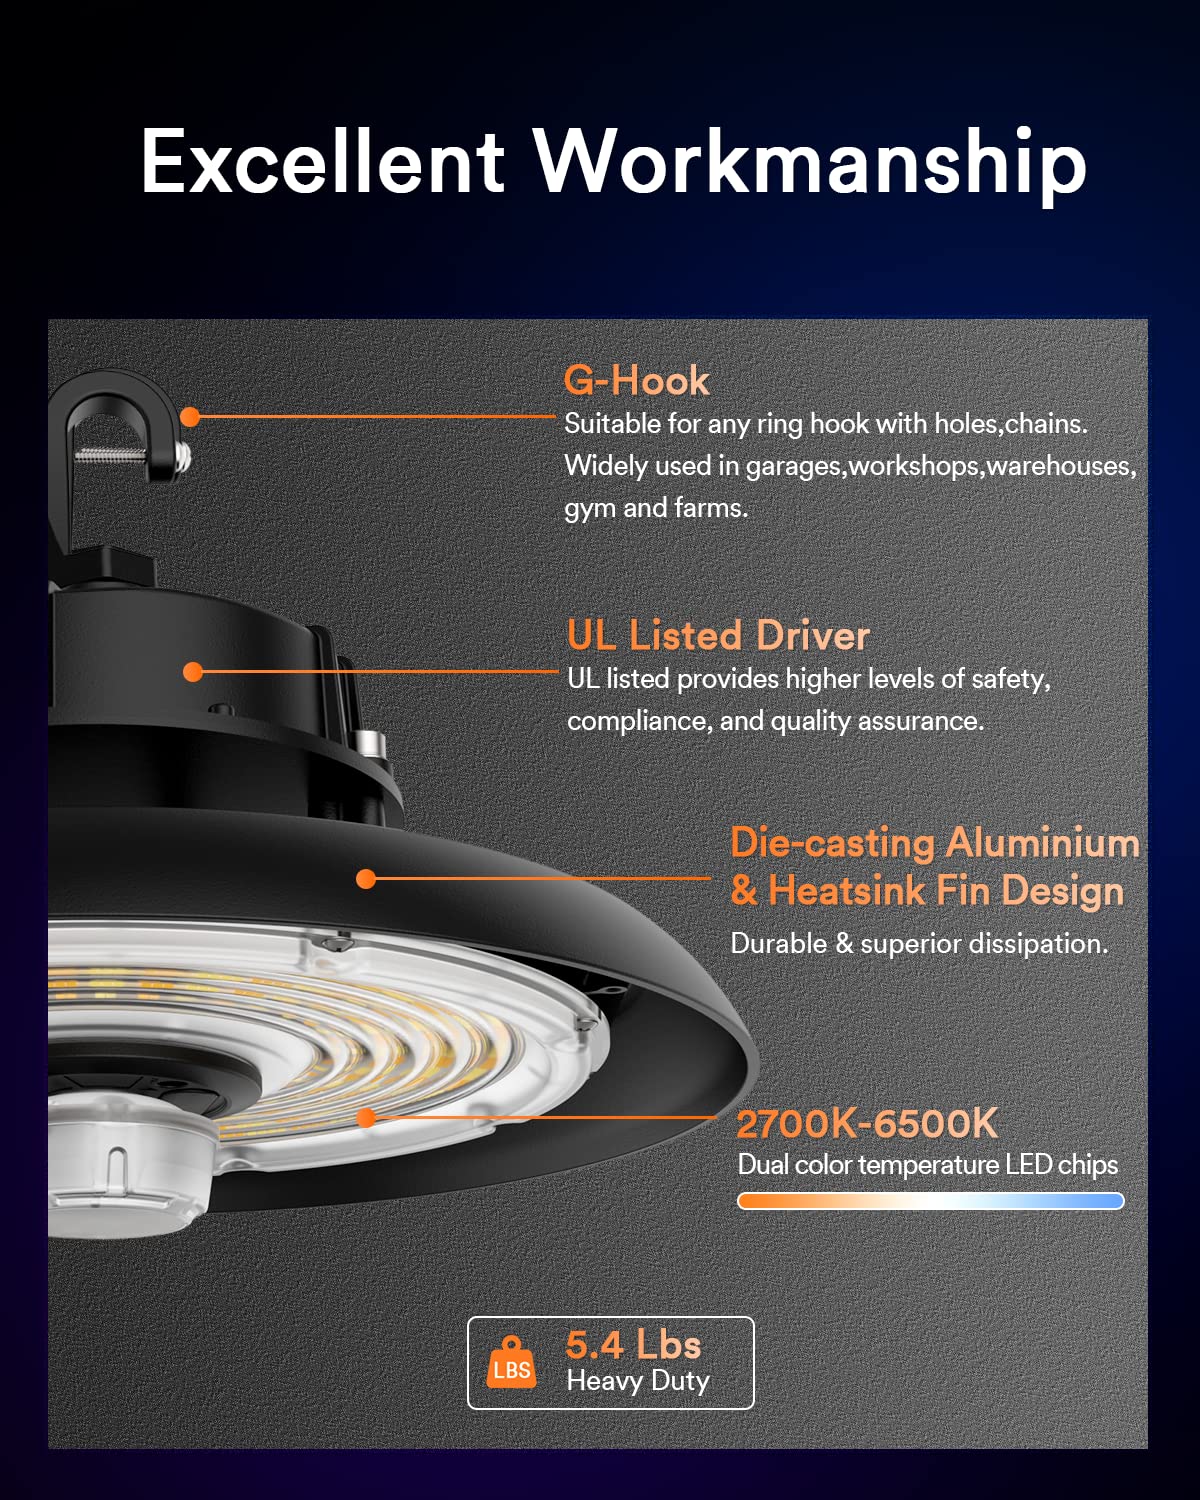 Excellent Workmanship
G-Hook
Suitable for any ring hook with holes,chains.
Widely used in garages,workshops,warehouses,
gym and farms.
UL Listed Driver
UL listed provides higher levels of safety,
compliance, and quality assurance.
Die-casting Aluminium
& Heatsink Fin Design
Durable & superior dissipation.
2700K-6500K
Dual color temperature LED chips
LBS
5.4 Lbs
Heavy Duty